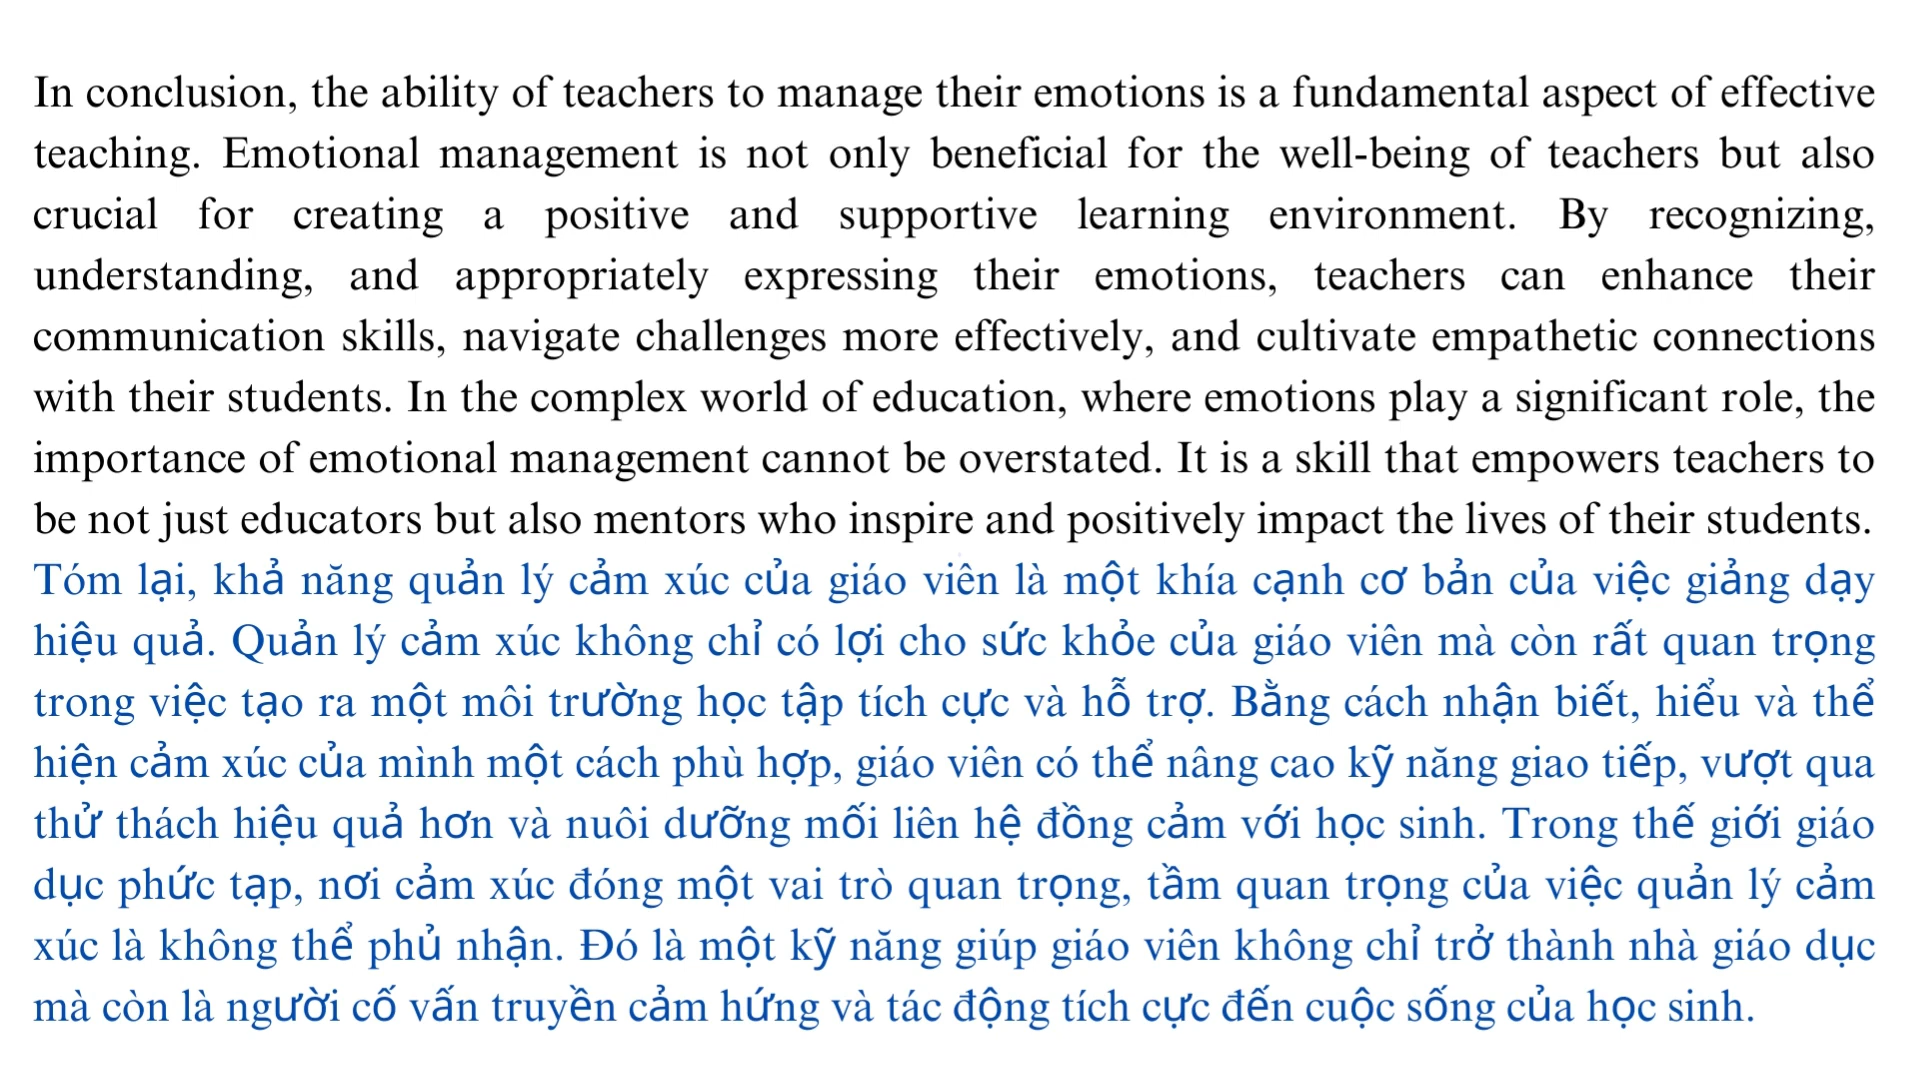 In conclusion, the ability of teachers to manage their emotions is a fundamental aspect of effective
teaching. Emotional management is not only beneficial for the well-being of teachers but also
crucial for creating a positive and supportive learning environment. By recognizing,
understanding, and appropriately expressing their emotions, teachers can enhance their
communication skills, navigate challenges more effectively, and cultivate empathetic connections
with their students. In the complex world of education, where emotions play a significant role, the
importance of emotional management cannot be overstated. It is a skill that empowers teachers to
be not just educators but also mentors who inspire and positively impact the lives of their students.
Tóm lại, khả năng quản lý cảm xúc của giáo viên là một khía cạnh cơ bản của việc giảng dạy
hiệu quả. Quản lý cảm xúc không chỉ có lợi cho sức khỏe của giáo viên mà còn rất quan trọng
trong việc tạo ra một môi trường học tập tích cực và hỗ trợ. Bằng cách nhận biết, hiểu và thể
hiện cảm xúc của mình một cách phù hợp, giáo viên có thể nâng cao kỹ năng giao tiếp, vượt qua
thử thách hiệu quả hơn và nuôi dưỡng mối liên hệ đồng cảm với học sinh. Trong thế giới giáo
dục phức tạp, nơi cảm xúc đóng một vai trò quan trọng, tầm quan trọng của việc quản lý cảm
xúc là không thể phủ nhận. Đó là một kỹ năng giúp giáo viên không chỉ trở thành nhà giáo dục
mà còn là người cố vấn truyền cảm hứng và tác động tích cực đến cuộc sống của học sinh.